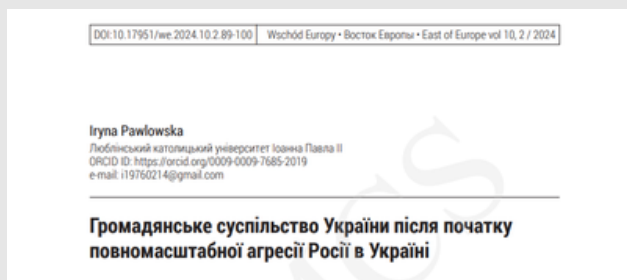 DOI:10.17951/we.2024.10.2.89-100 Wschód Europy • Восток Европы • East of Europe vol 10, 2 / 2024
Iryna Pawlowska
Люблінський католицький університет Іоанна Павла ІІ
ORCID ID: https://orcid.org/0009-0009-7685-2019
e-mail: i19760214@gmail.com
Громадянське суспільство України після початку
повномасштабної агресії Росії в Україні
MCS